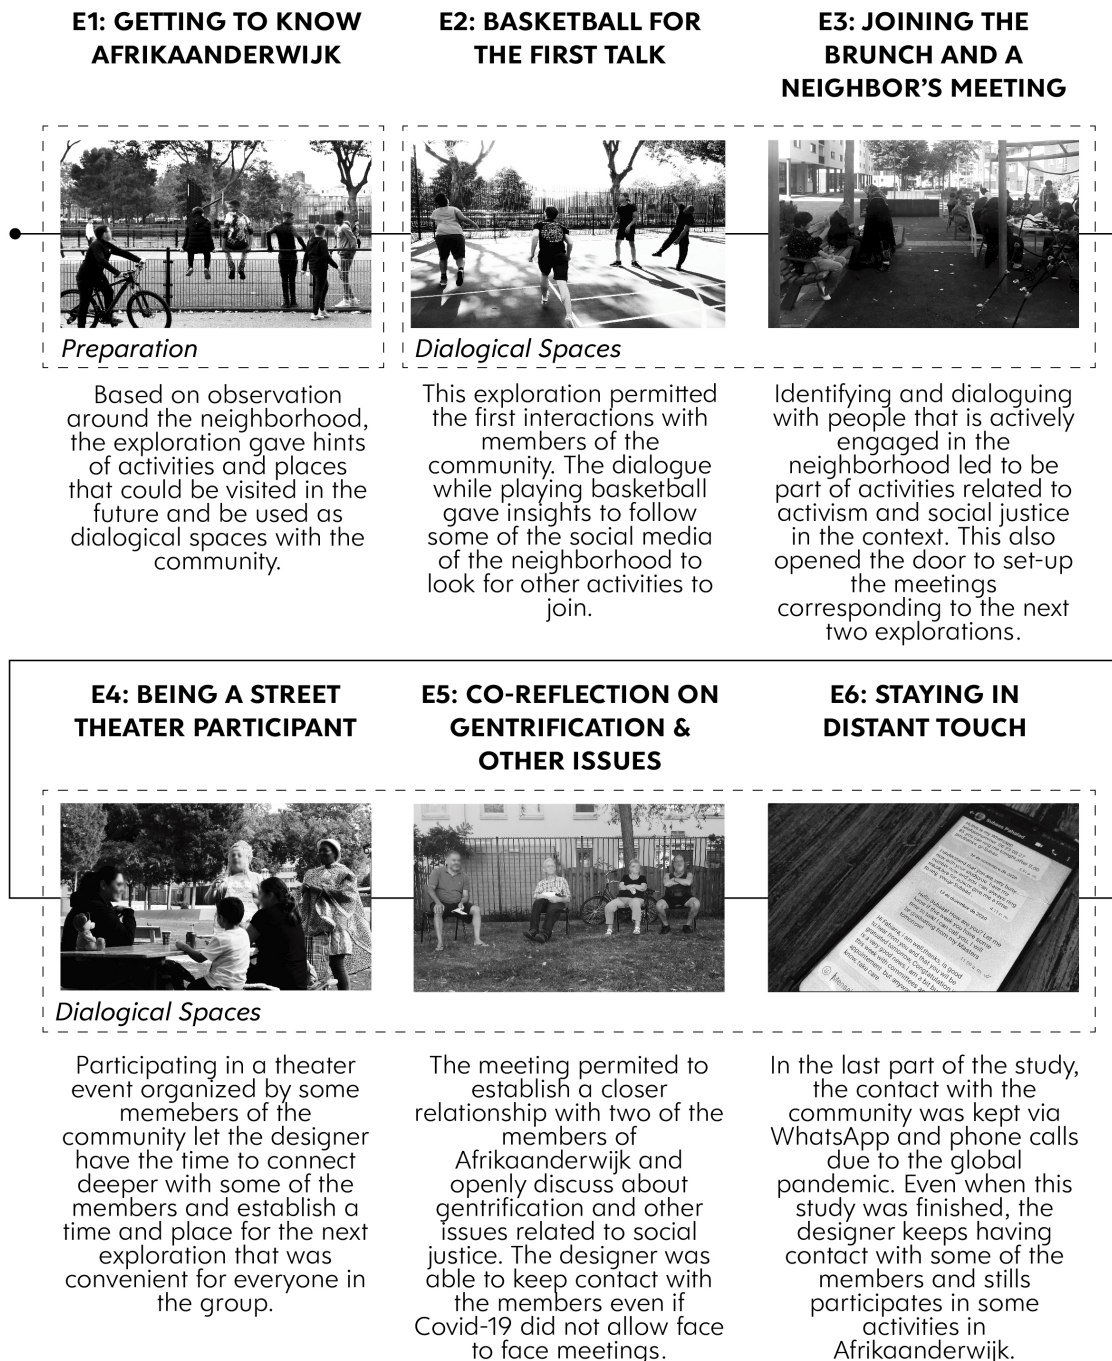 E1: GETTING TO KNOW
AFRIKAANDERWIJK
E2: BASKETBALL FOR
THE FIRST TALK
E3: JOINING THE
BRUNCH AND A
NEIGHBOR’S MEETING
Preparation
Dialogical Spaces
Based on observation
around the neighborhood,
the exploration gave hints
of activities and places
that could be visited in the
future and be used as
dialogical spaces with the
community.
This exploration permitted
the first interactions with
members of the
community. The dialogue
while playing basketball
gave insights to follow
some of the social media
of the neighborhood to
look for other activities to
join.
Identifying and dialoguing
with people that is actively
engaged in the
neighborhood led to be
part of activities related to
activism and social justice
in the context. This also
opened the door to set-up
the meetings
corresponding to the next
two explorations.
E4: BEING A STREET
THEATER PARTICIPANT
E5: CO-REFLECTION ON
GENTRIFICATION &
OTHER ISSUES
E6: STAYING IN
DISTANT TOUCH
Dialogical Spaces
Participating in a theater
event organized by some
memebers of the
community let the designer
have the time to connect
deeper with some of the
members and establish a
time and place for the next
exploration that was
convenient for everyone in
the group.
The meeting permited to
establish a closer
relationship with two of the
members of
Afrikaanderwijk and
openly discuss about
gentrification and other
issues related to social
justice. The designer was
able to keep contact with
the members even if
Covid-19 did not allow face
to face meetings.
In the last part of the study,
the contact with the
community was kept via
WhatsApp and phone calls
due to the global
pandemic. Even when this
study was finished, the
designer keeps having
contact with some of the
members and stills
participates in some
activities in
Afrikaanderwijk.